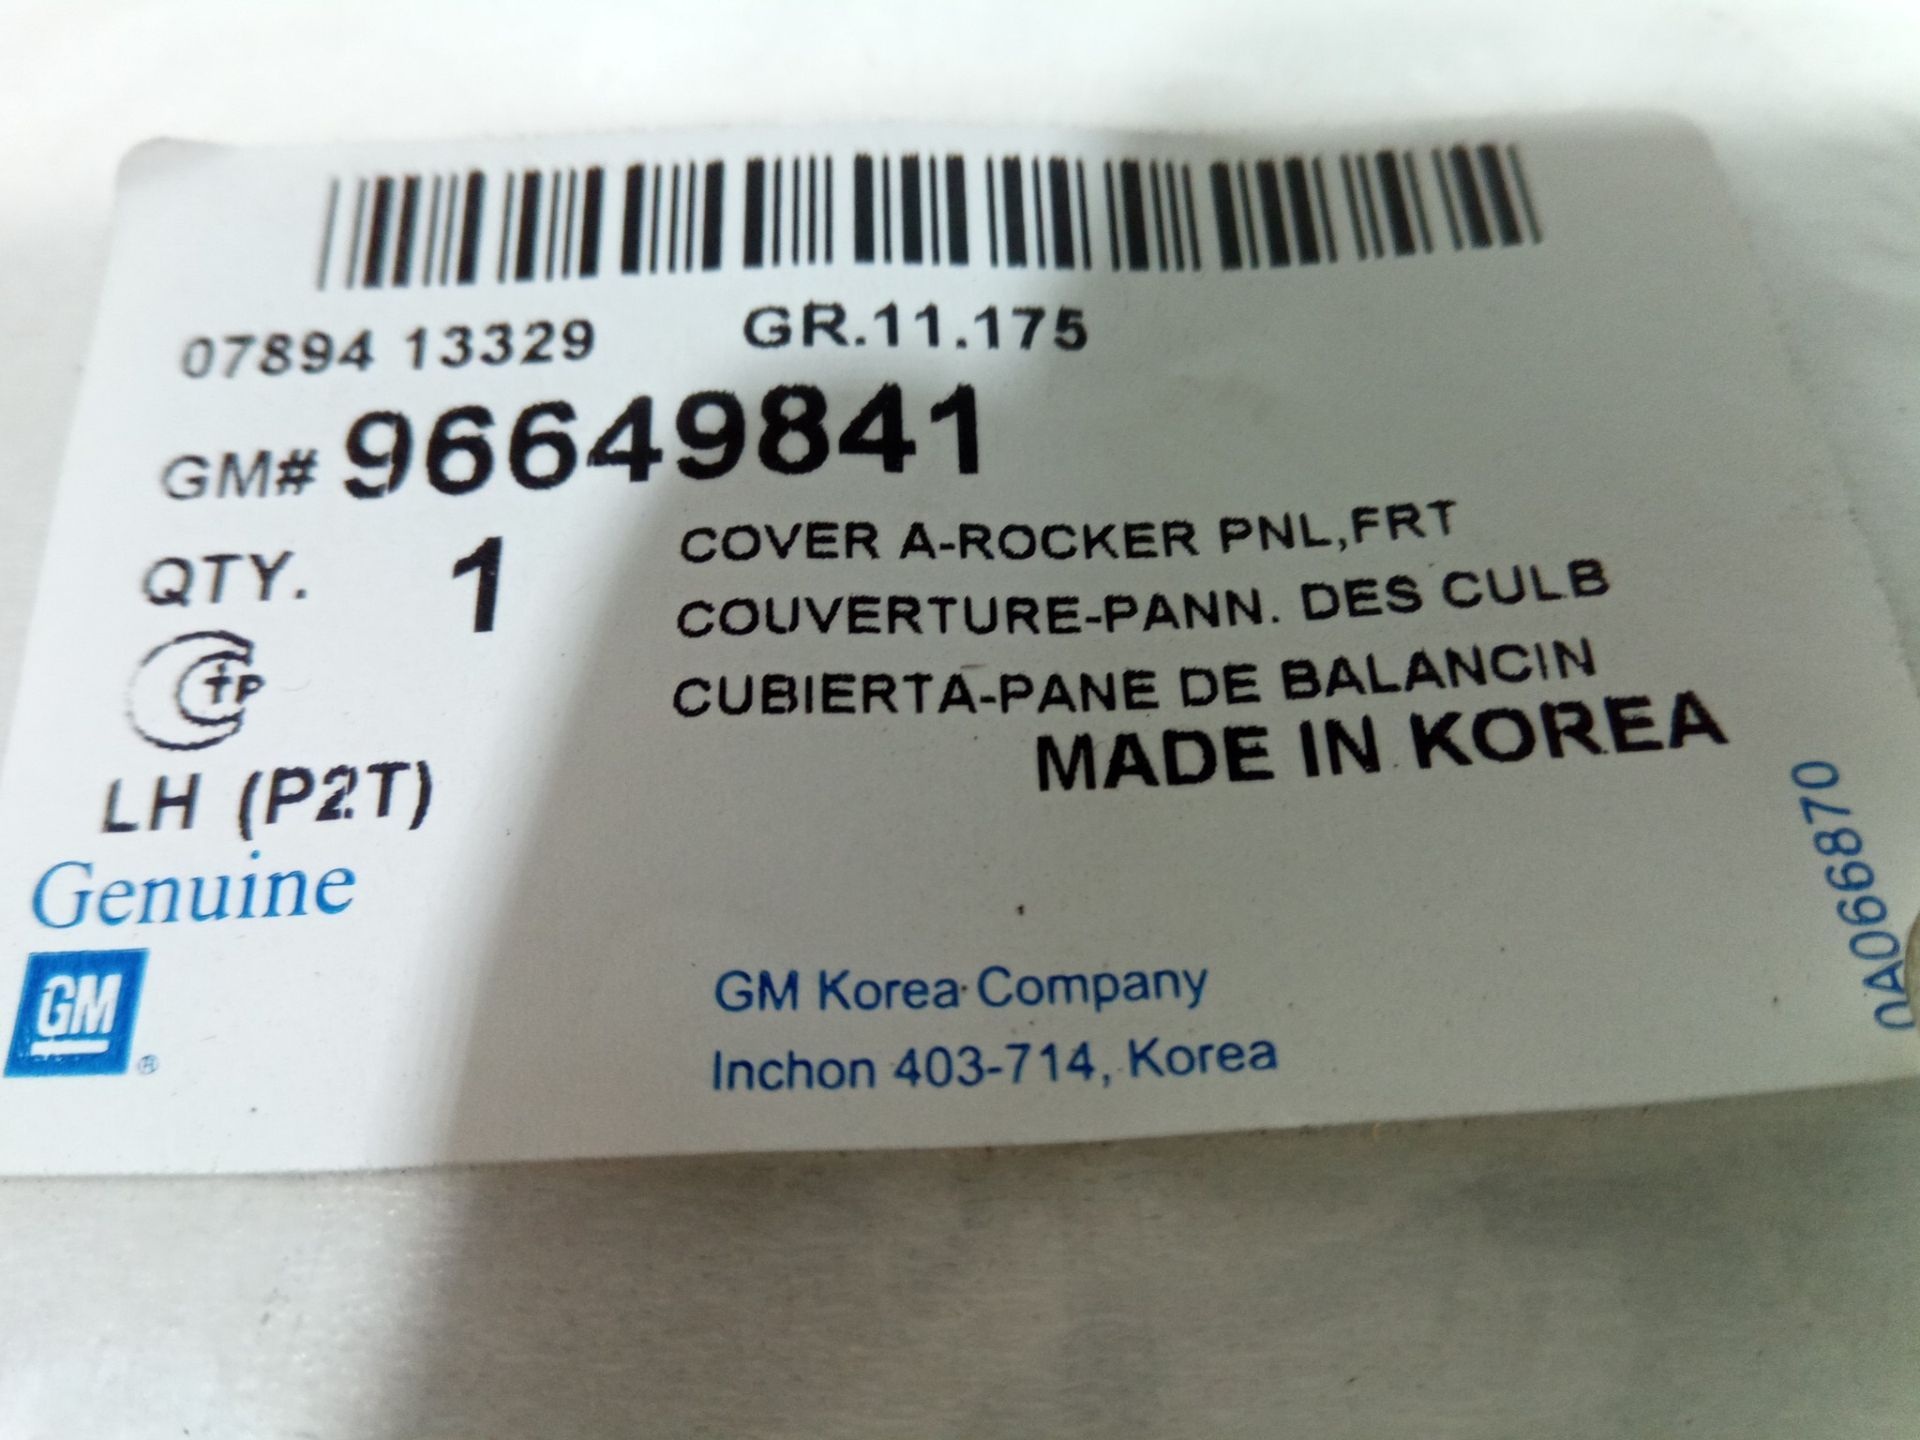 07894 13329 GR.11.175
GM# 96649841
QTY. 1
COVER A-ROCKER PNL,FRT
COUVERTURE-PANN. DES CULB
CUBIERTA-PANE DE BALANCIN
MADE IN KOREA
LH (P2T)
Genuine
GM
GM Korea Company
Inchon 403-714, Korea
0A066870